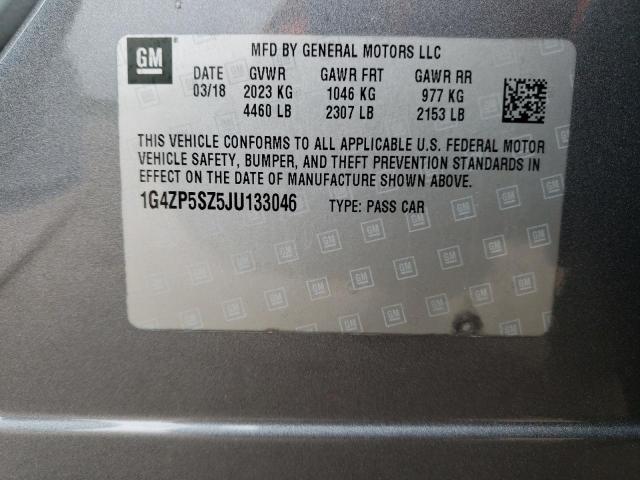 GM
MFD BY GENERAL MOTORS LLC
DATE GVWR GAWR FRT GAWR RR
03/18 2023 KG 1046 KG 977 KG
4460 LB 2307 LB 2153 LB
THIS VEHICLE CONFORMS TO ALL APPLICABLE U.S. FEDERAL MOTOR
VEHICLE SAFETY, BUMPER, AND THEFT PREVENTION STANDARDS IN
EFFECT ON THE DATE OF MANUFACTURE SHOWN ABOVE.
1G4ZP5SZ5JU133046 TYPE: PASS CAR